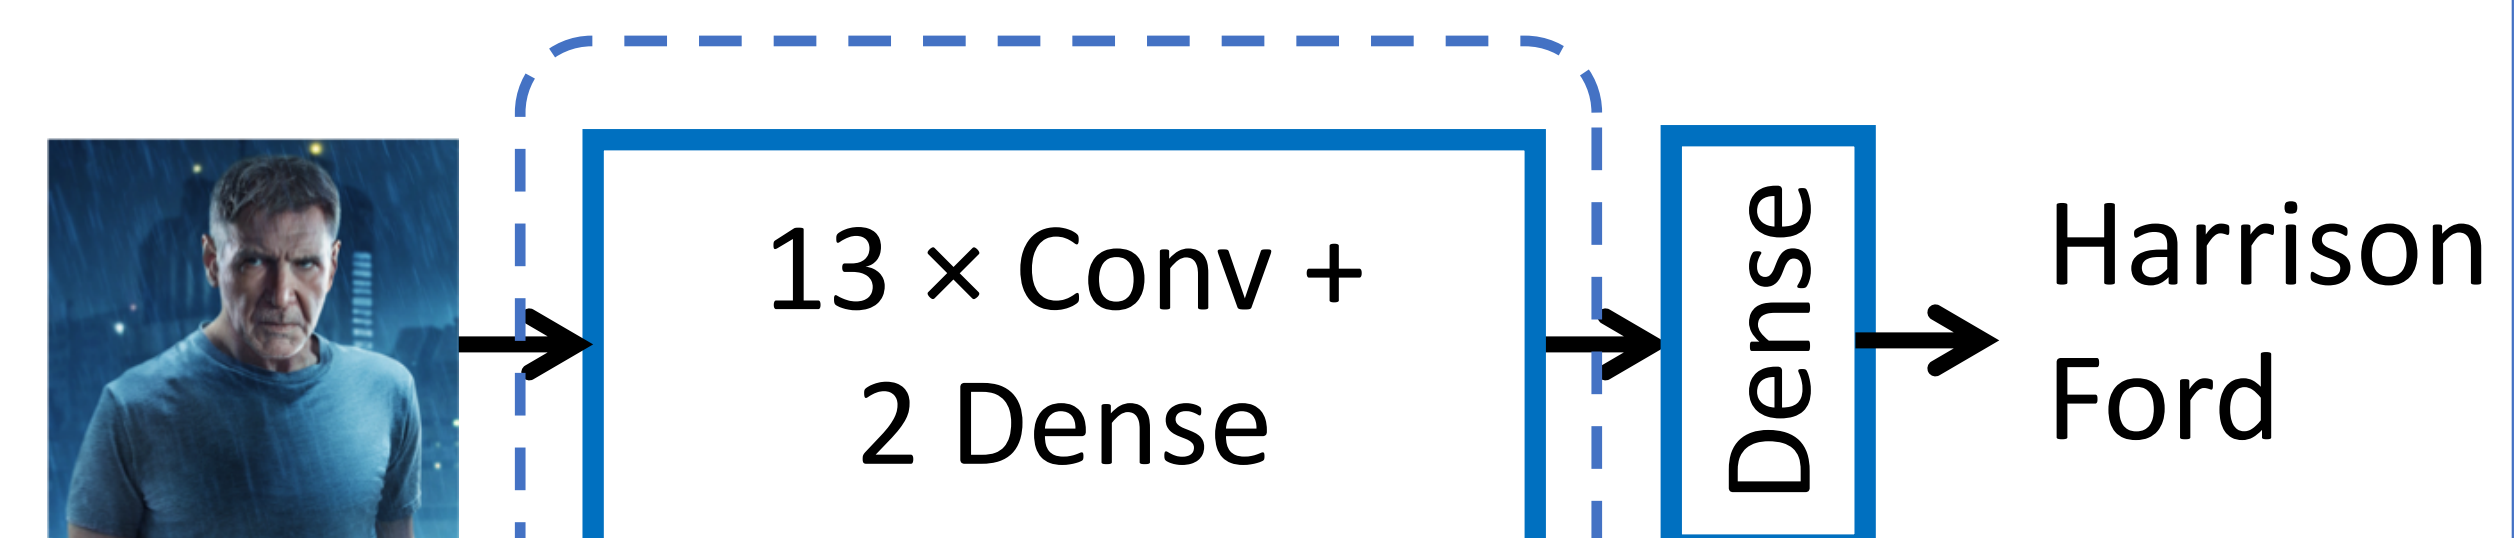 13 × Conv +
2 Dense
Dense
Harrison
Ford